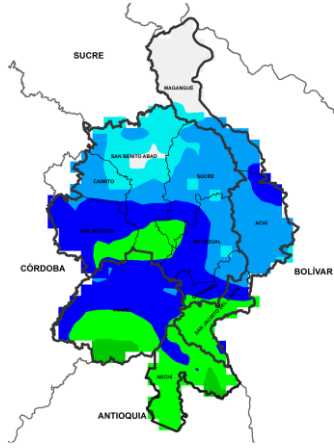 SUCRE
MAGANGUÉ
SAN BENITO ABAD
CAIMITO
SUCRE
ACHÍ
MAJAGUAL
CÓRDOBA
BOLÍVAR
NECHÍ
ANTIOQUIA